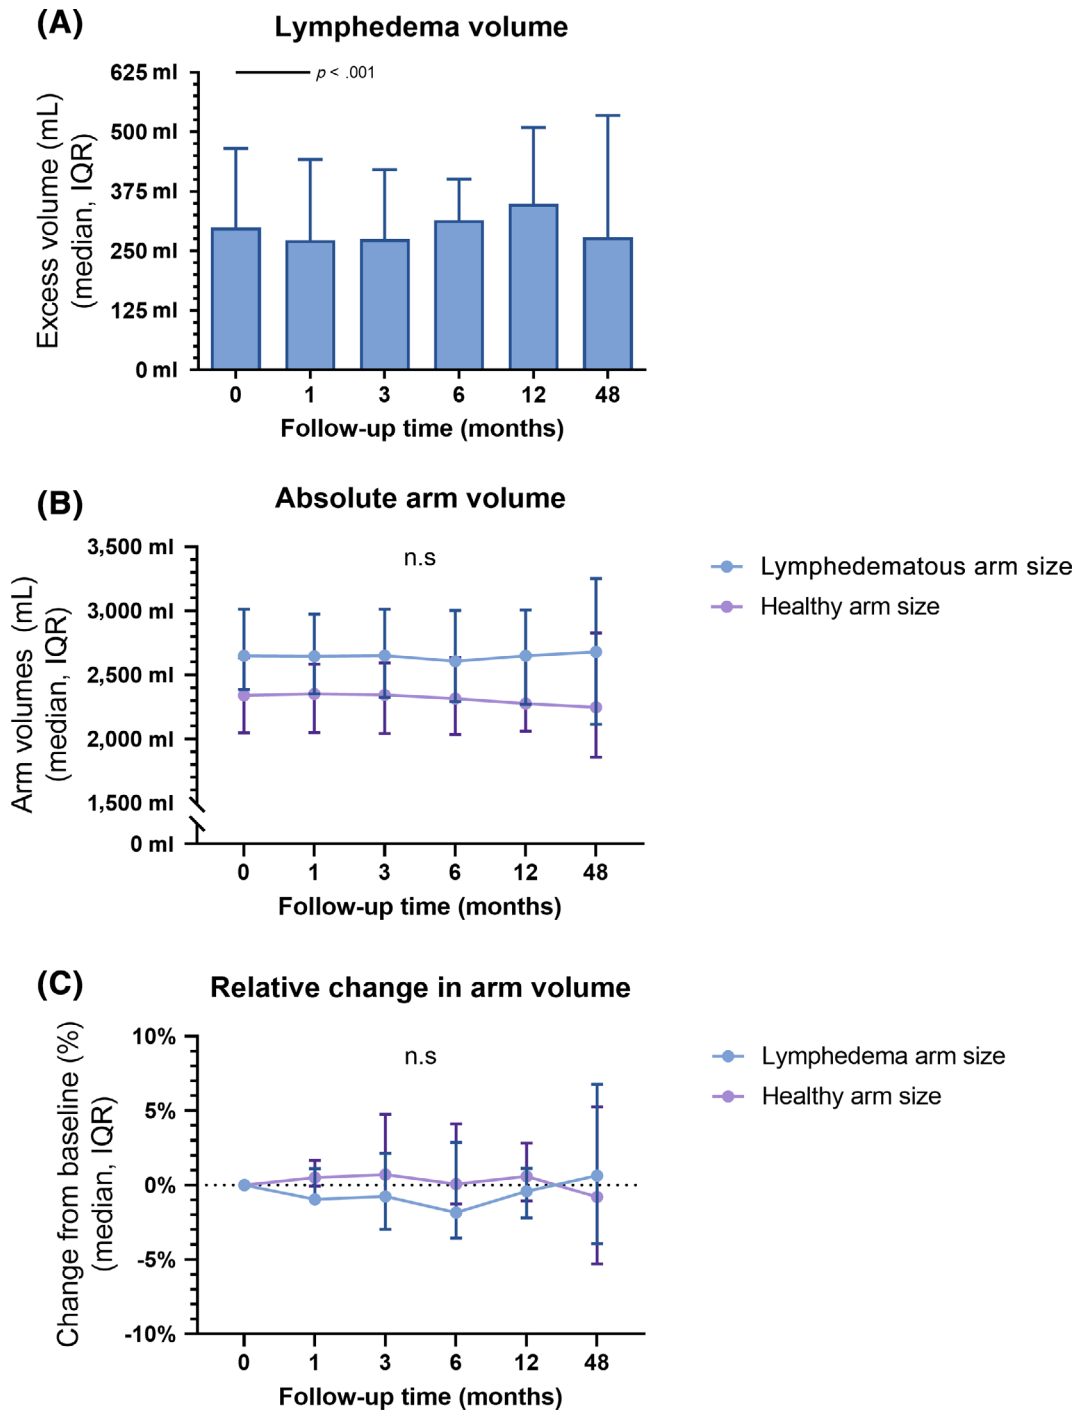 (A)
Lymphedema volume
Excess volume (mL)
(median, IQR)
625 ml
500 ml
375 ml
250 ml
125 ml
0 ml
p < .001
0 1 3 6 12 48
Follow-up time (months)
(B)
Absolute arm volume
Arm volumes (mL)
(median, IQR)
3,500 ml
3,000 ml
2,500 ml
2,000 ml
1,500 ml
0 ml
n.s
Lymphedematous arm size
Healthy arm size
0 1 3 6 12 48
Follow-up time (months)
(C)
Relative change in arm volume
Change from baseline (%)
(median, IQR)
10%
5%
0%
-5%
-10%
n.s
Lymphedema arm size
Healthy arm size
0 1 3 6 12 48
Follow-up time (months)